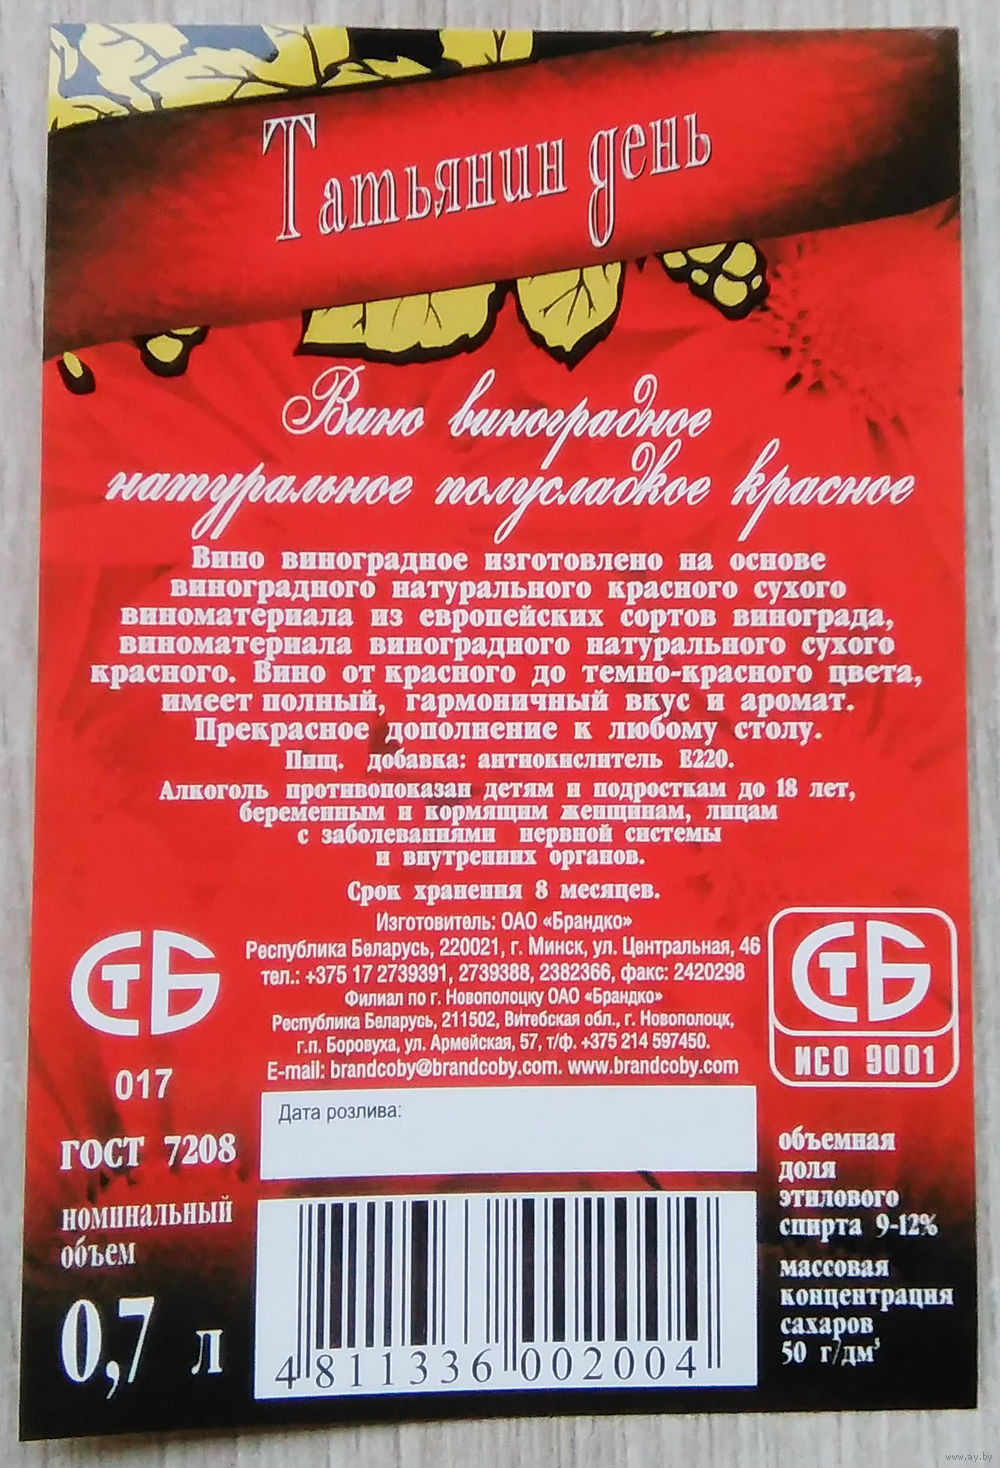 Татьянин день
Вино виноградное
натуральное полусладкое красное
Вино виноградное изготовлено на основе
виноградного натурального красного сухого
виноматериала из европейских сортов винограда,
виноматериала виноградного натурального сухого
красного. Вино от красного до темно-красного цвета,
имеет полный, гармоничный вкус и аромат.
Прекрасное дополнение к любому столу.
Пищ. добавка: антиокислитель Е220.
Алкоголь противопоказан детям и подросткам до 18 лет,
беременным и кормящим женщинам, лицам
с заболеваниями нервной системы
и внутренних органов.
Срок хранения 8 месяцев.
Изготовитель: ОАО «Брандко»
Республика Беларусь, 220021, г. Минск, ул. Центральная, 46
тел.: +375 17 2739391, 2739388, 2382366, факс: 2420298
Филиал по г. Новополоцку ОАО «Брандко»
Республика Беларусь, 211502, Витебская обл., г. Новополоцк,
г.п. Боровуха, ул. Армейская, 57, т/ф. +375 214 597450.
E-mail: brandcoby@brandcoby.com. www.brandcoby.com
СТБ
017
ГОСТ 7208
номинальный
объем
0,7 л
Дата розлива:
4 811336 002004
СТБ
ИСО 9001
объемная
доля
этилового
спирта 9-12%
массовая
концентрация
сахаров
50 г/дм³
www.ay.by